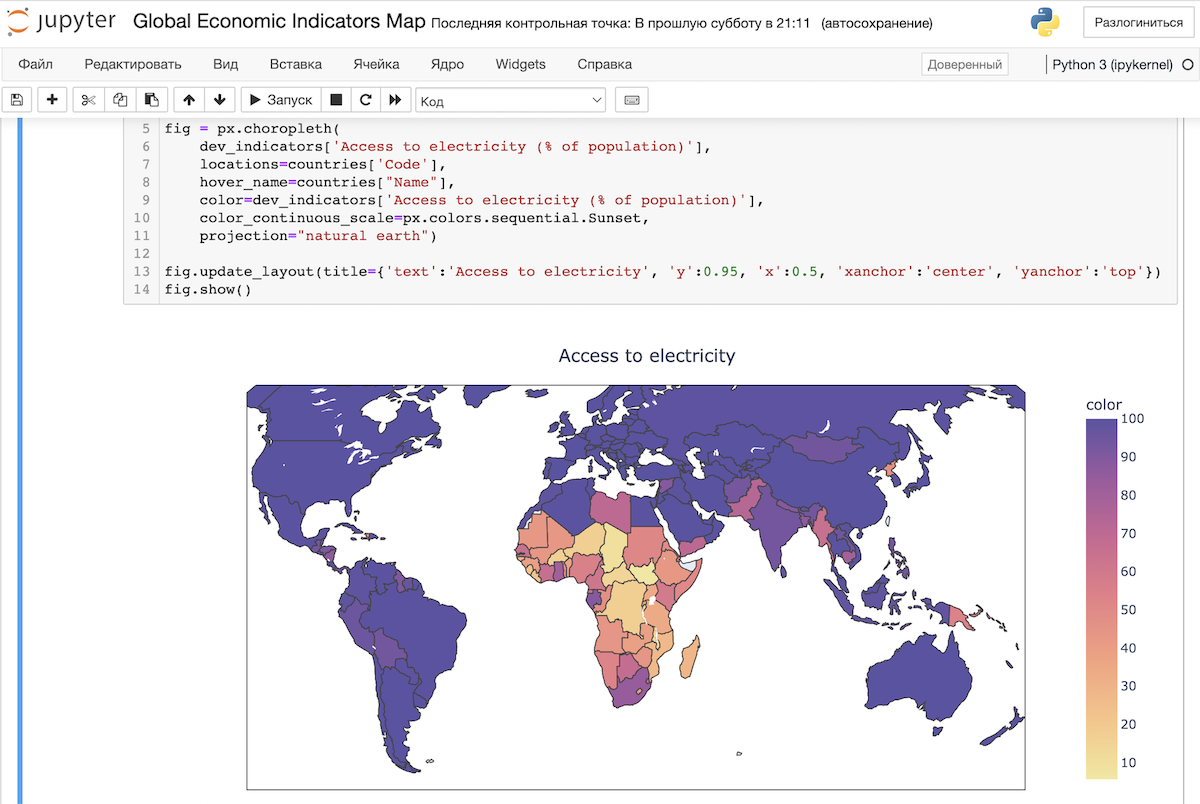 jupyter Global Economic Indicators Map Последняя контрольная точка: В прошлую субботу в 21:11 (автосохранение) Разлогиниться
Файл Редактировать Вид Вставка Ячейка Ядро Widgets Справка Доверенный Python 3 (ipykernel)
Запуск Код
5 fig = px.choropleth(
6 dev_indicators['Access to electricity (% of population)'],
7 locations=countries['Code'],
8 hover_name=countries["Name"],
9 color=dev_indicators['Access to electricity (% of population)'],
10 color_continuous_scale=px.colors.sequential.Sunset,
11 projection="natural earth")
12
13 fig.update_layout(title={'text':'Access to electricity', 'y':0.95, 'x':0.5, 'xanchor':'center', 'yanchor':'top'})
14 fig.show()
Access to electricity
color
100
90
80
70
60
50
40
30
20
10